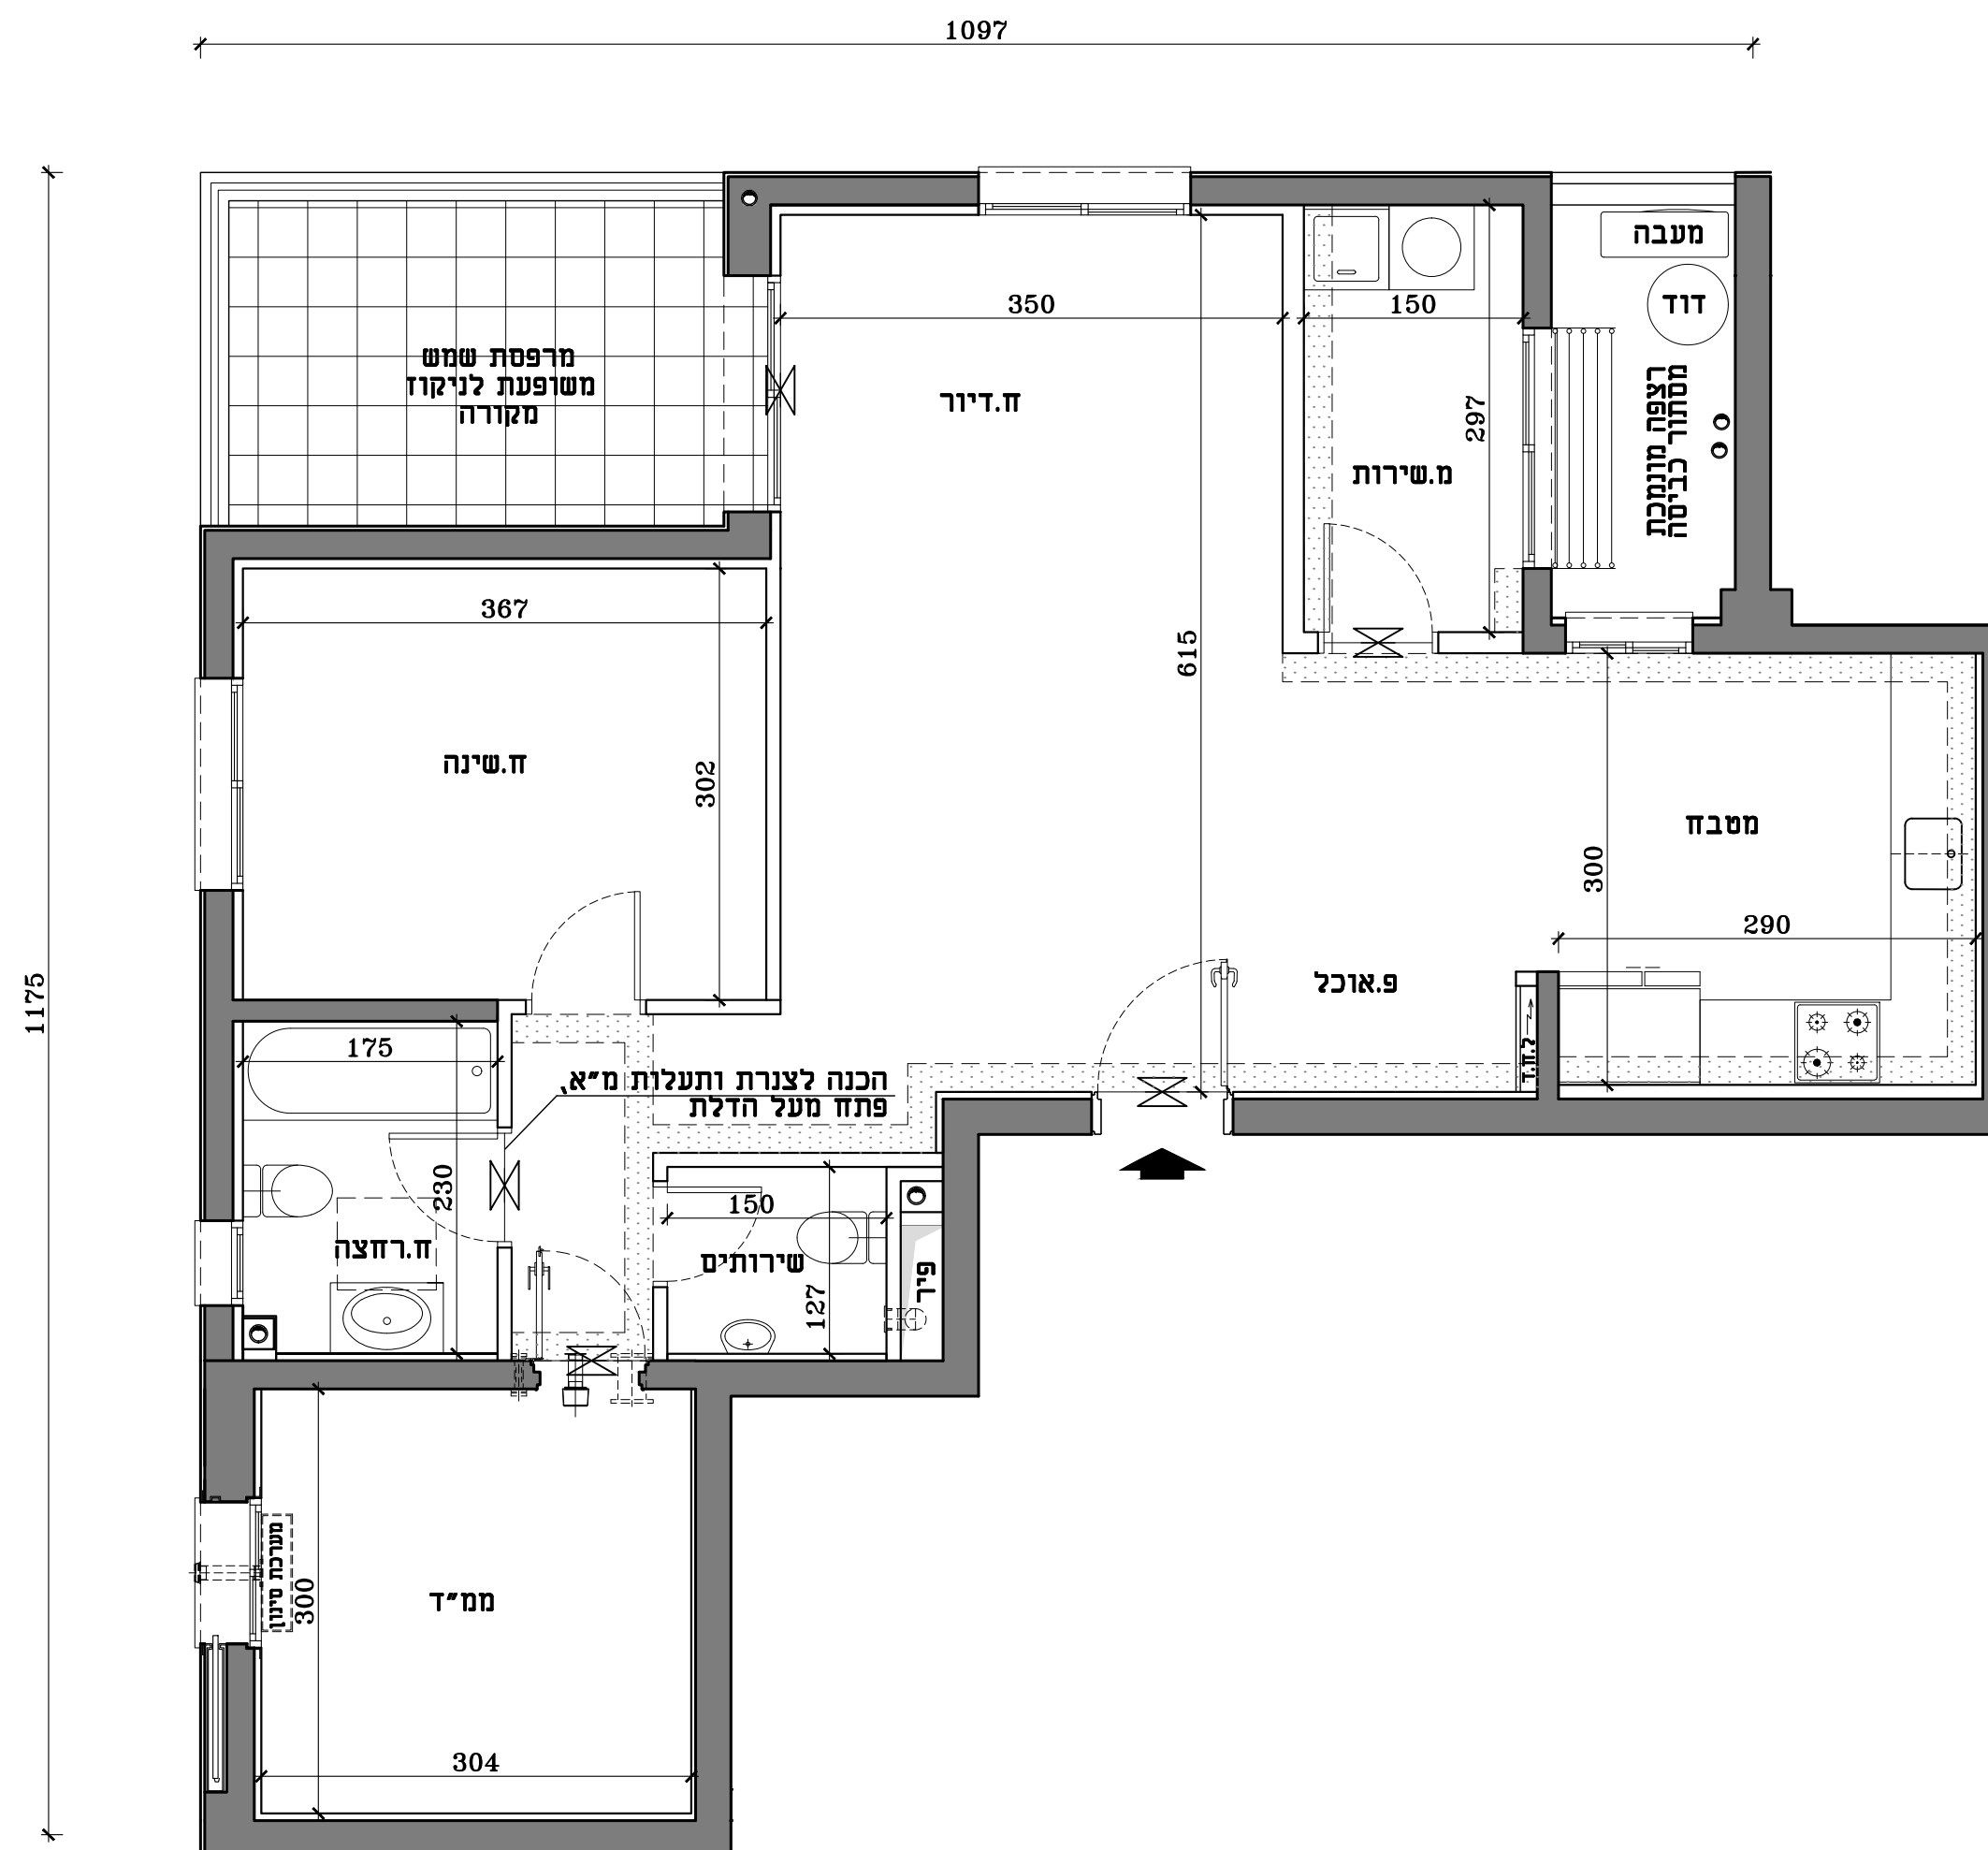 1097
1175
מעבה
דוד
350
150
מרפסת שמש
משופעת לניקוז
מקורה
ח.דיור
297
מ.שירות
רצפה מונמכת
מסתור כביסה
367
302
615
ח.שינה
מטבח
300
290
פ.אוכל
ל.ח.ד
175
הכנה לצנרת ותעלות מ״א,
פתח מעל הדלת
230
150
ח.רחצה
שירותים
127
פיר
מערכת סינון
300
ממ״ד
304